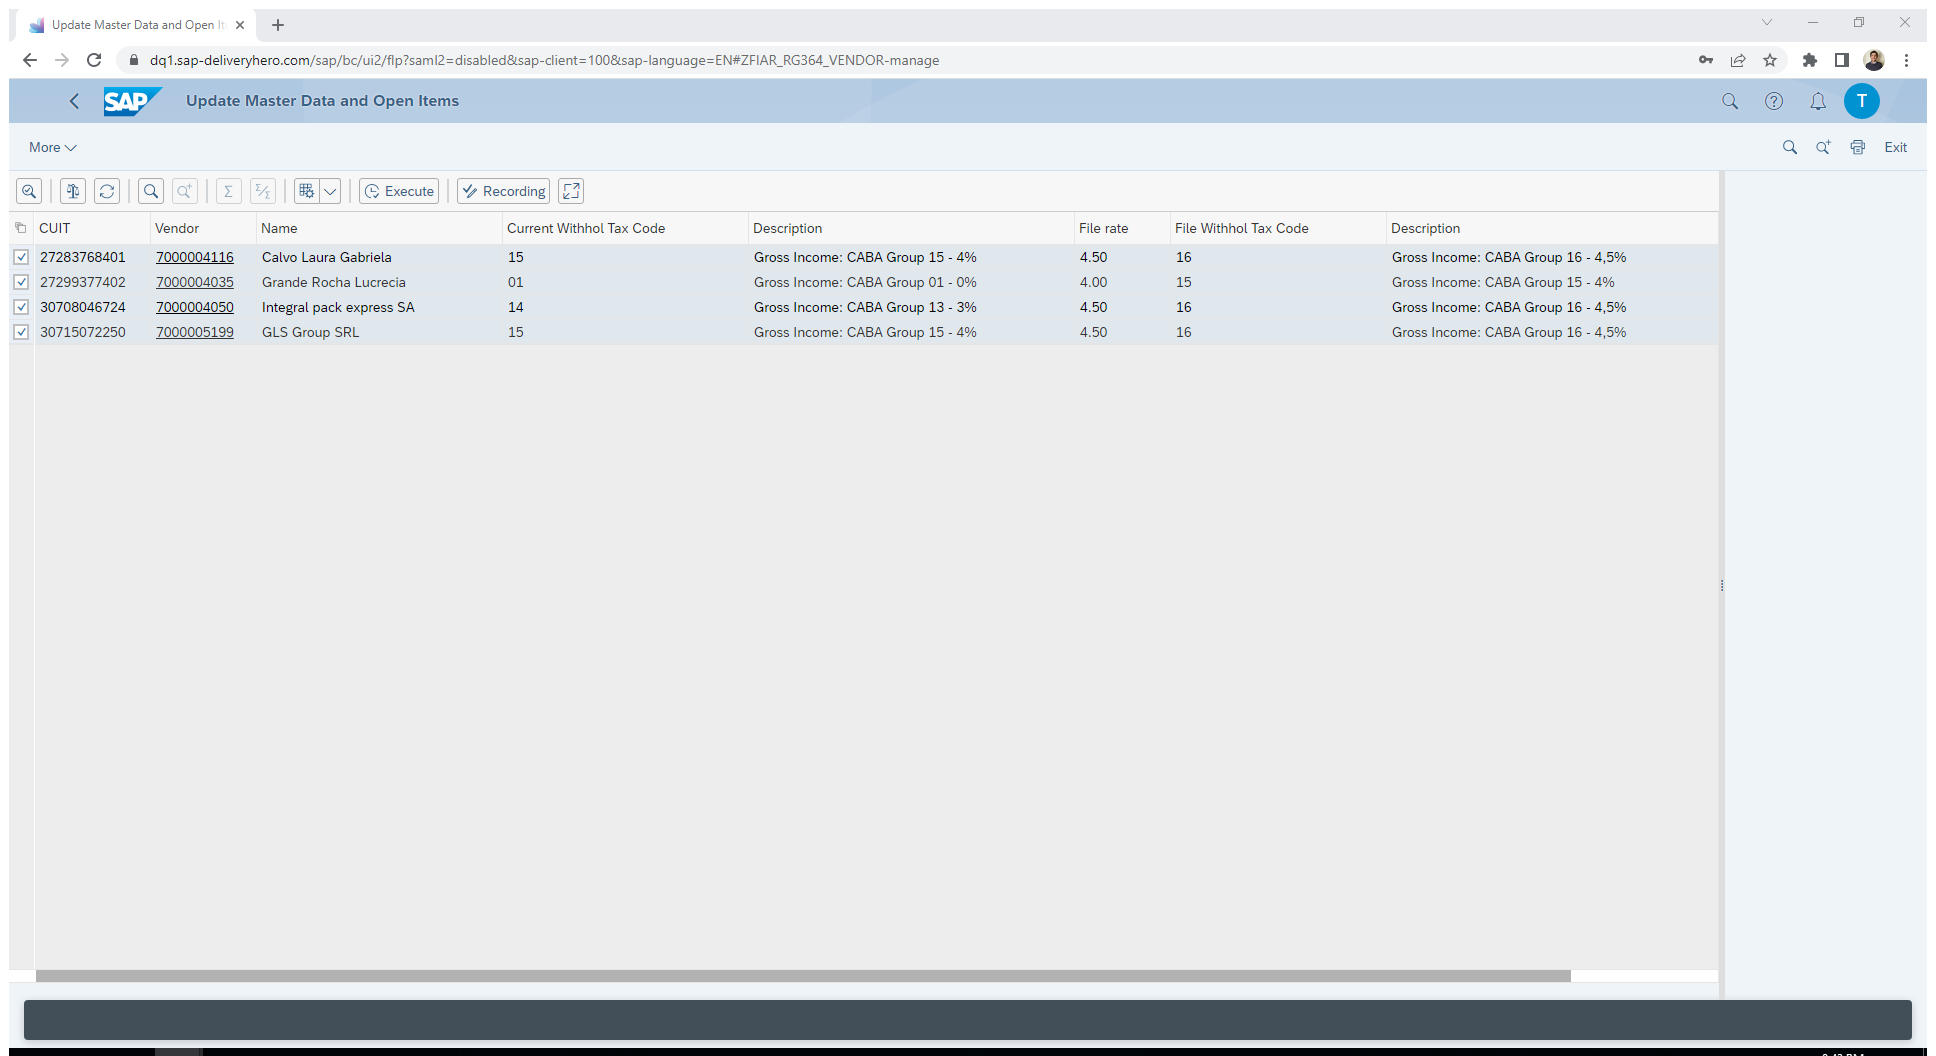 Update Master Data and Open It
dq1.sap-deliveryhero.com/sap/bc/ui2/flp?saml2=disabled&sap-client=100&sap-language=EN#ZFIAR_RG364_VENDOR-manage
SAP Update Master Data and Open Items T
More Exit
Execute Recording
CUIT Vendor Name Current Withhol Tax Code Description File rate File Withhol Tax Code Description
27283768401 7000004116 Calvo Laura Gabriela 15 Gross Income: CABA Group 15 - 4% 4.50 16 Gross Income: CABA Group 16 - 4,5%
27299377402 7000004035 Grande Rocha Lucrecia 01 Gross Income: CABA Group 01 - 0% 4.00 15 Gross Income: CABA Group 15 - 4%
30708046724 7000004050 Integral pack express SA 14 Gross Income: CABA Group 13 - 3% 4.50 16 Gross Income: CABA Group 16 - 4,5%
30715072250 7000005199 GLS Group SRL 15 Gross Income: CABA Group 15 - 4% 4.50 16 Gross Income: CABA Group 16 - 4,5%